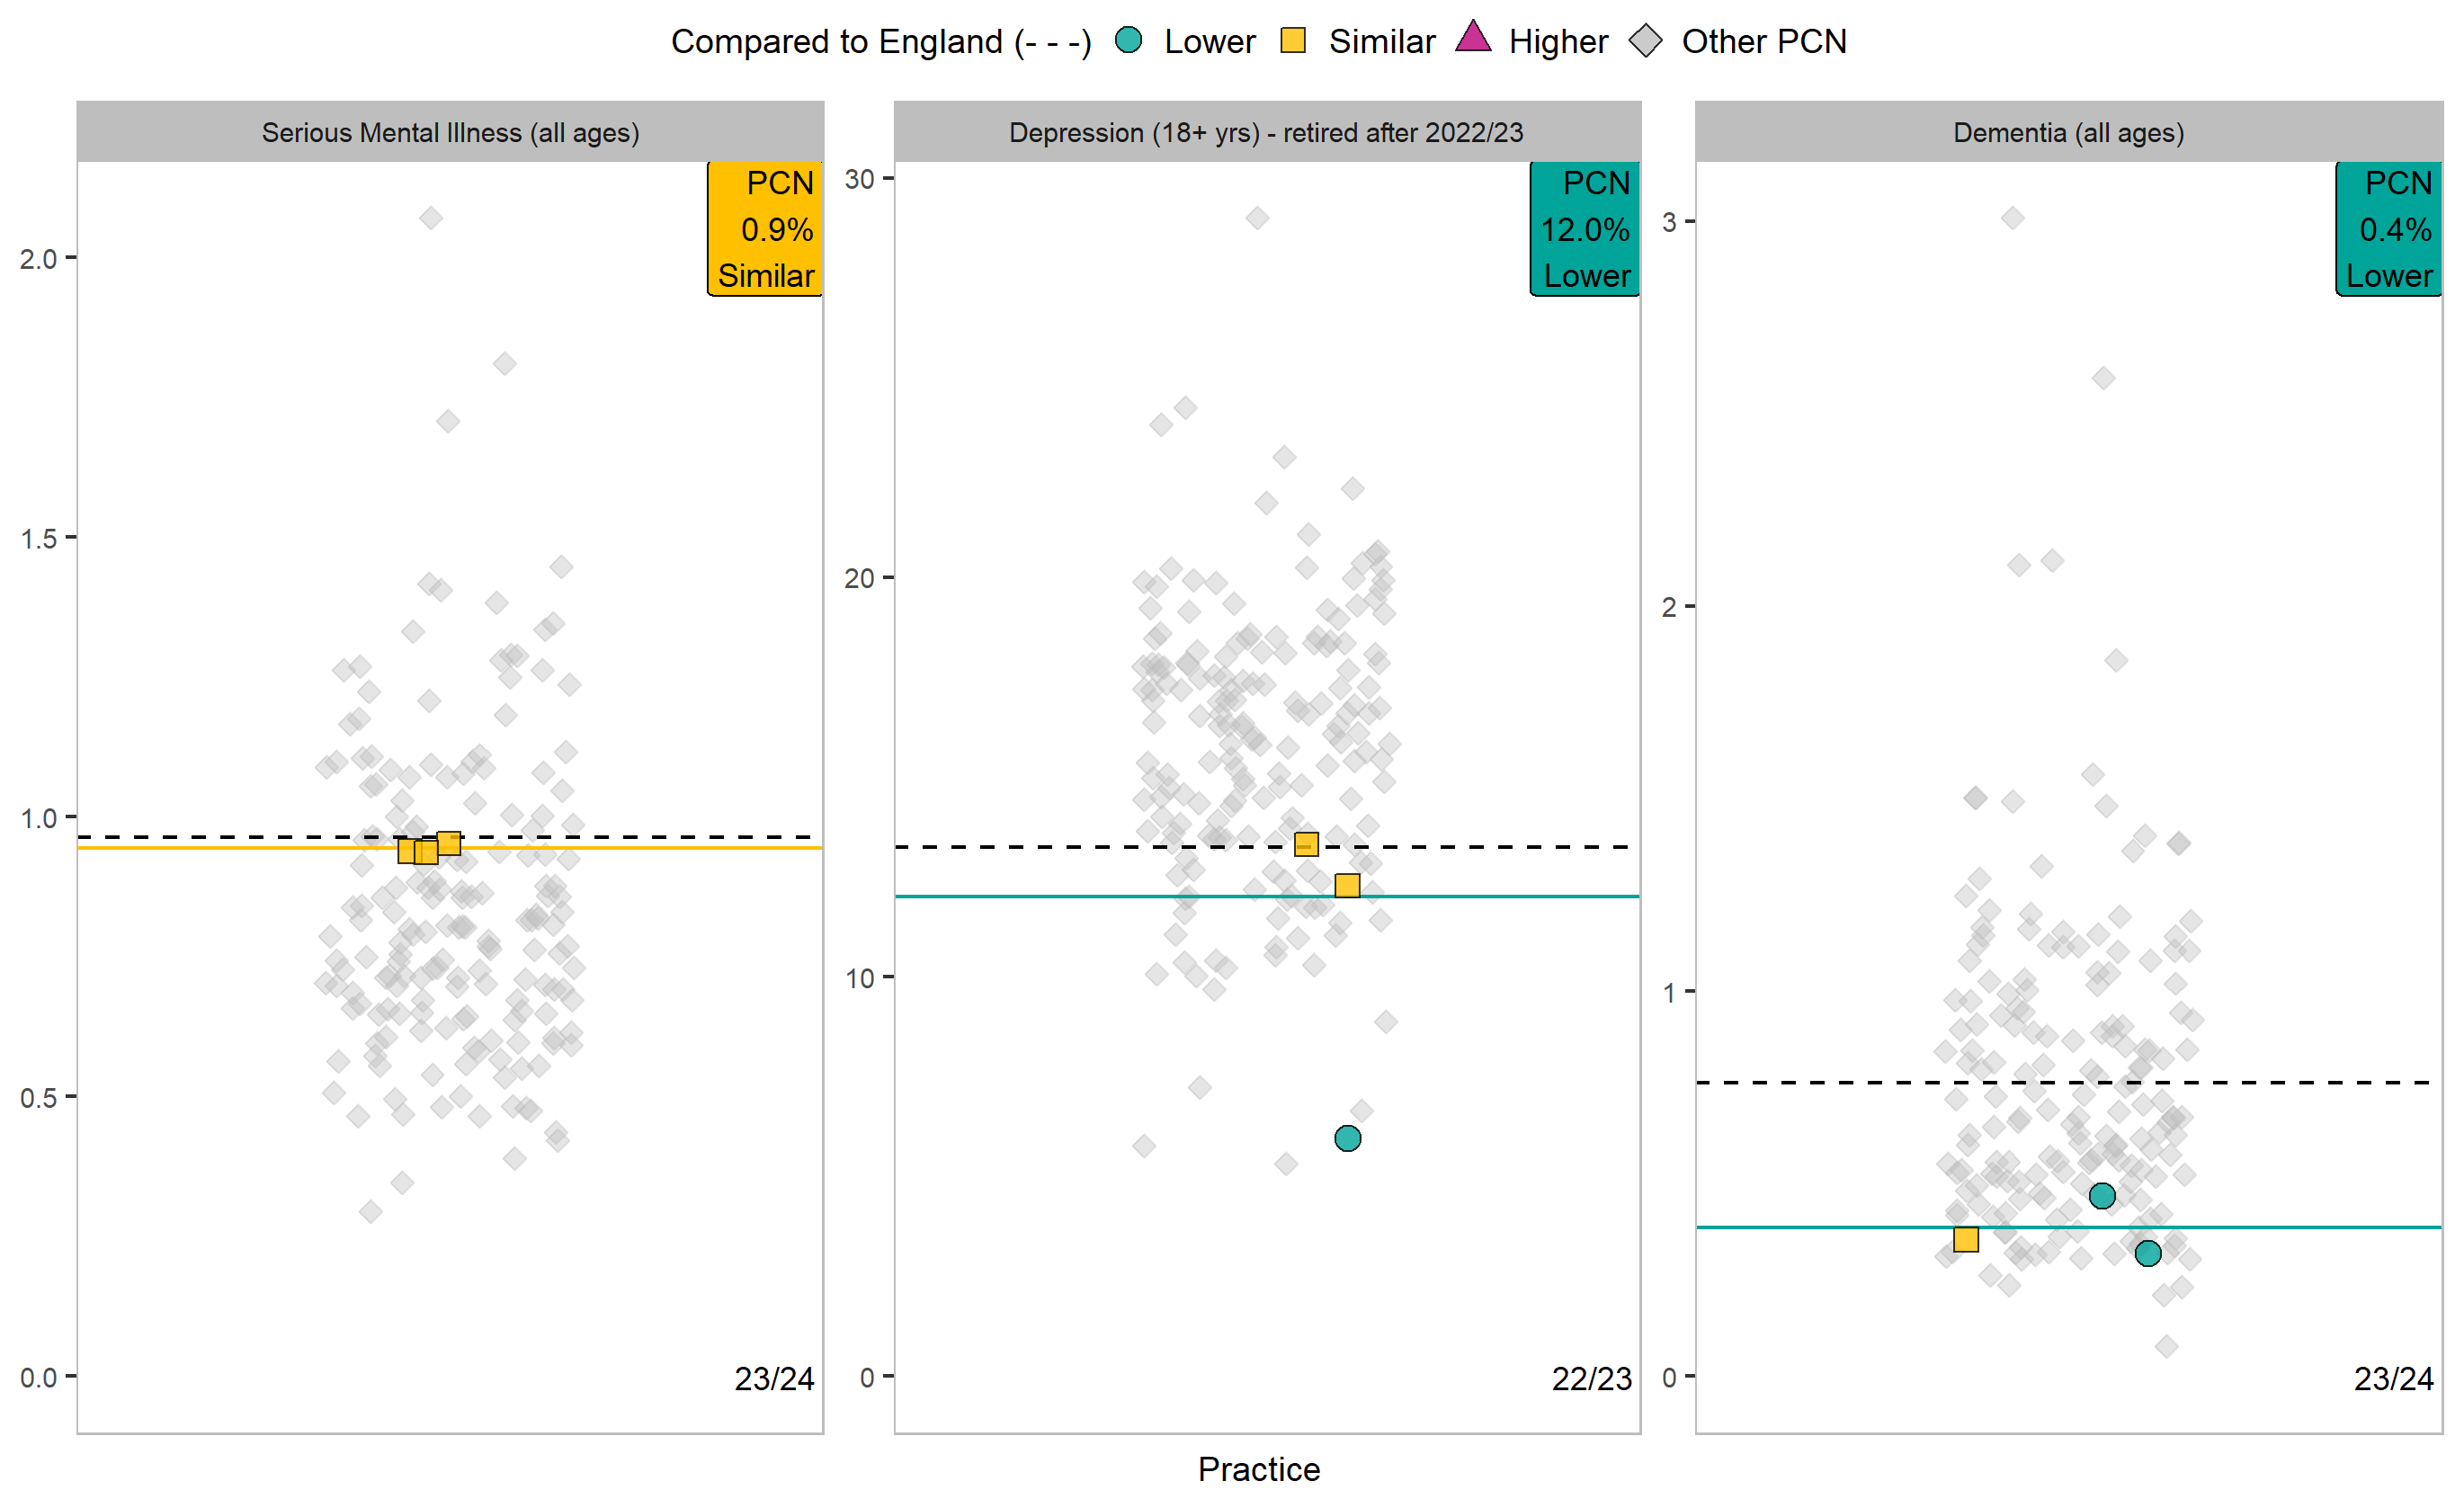 Compared to England (- - -) Lower Similar Higher Other PCN
Serious Mental Illness (all ages)
PCN
0.9%
Similar
2.0
1.5
1.0
0.5
0.0
23/24
Depression (18+ yrs) - retired after 2022/23
PCN
12.0%
Lower
30
20
10
0
22/23
Dementia (all ages)
PCN
0.4%
Lower
3
2
1
0
23/24
Practice